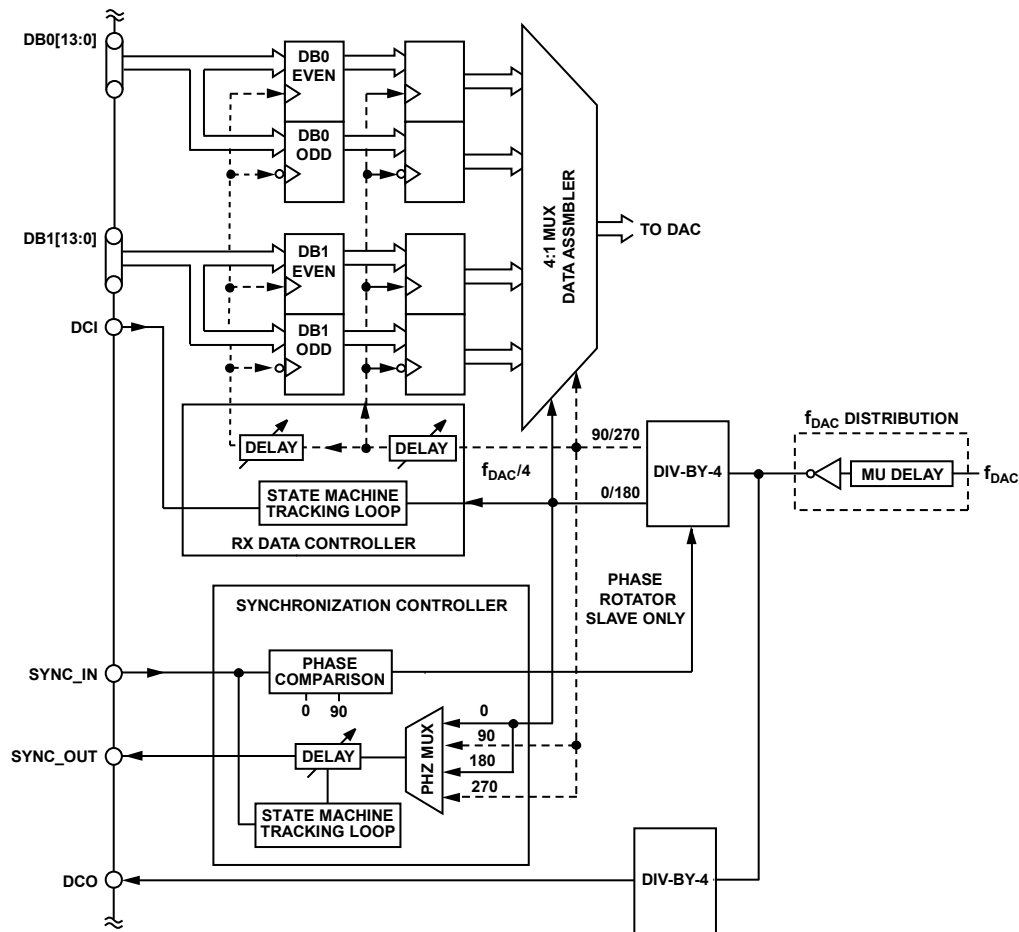 DB0[13:0]
DB0
EVEN
DB0
ODD
DB1[13:0]
DB1
EVEN
DB1
ODD
4:1 MUX
DATA ASSMBLER
TO DAC
DCI
DELAY
DELAY
STATE MACHINE
TRACKING LOOP
RX DATA CONTROLLER
fDAC/4
90/270
0/180
DIV-BY-4
fDAC DISTRIBUTION
MU DELAY
fDAC
PHASE
ROTATOR
SLAVE ONLY
SYNCHRONIZATION CONTROLLER
SYNC_IN
PHASE
COMPARISON
0 90
SYNC_OUT
DELAY
PHZ MUX
0
90
180
270
STATE MACHINE
TRACKING LOOP
DCO
DIV-BY-4